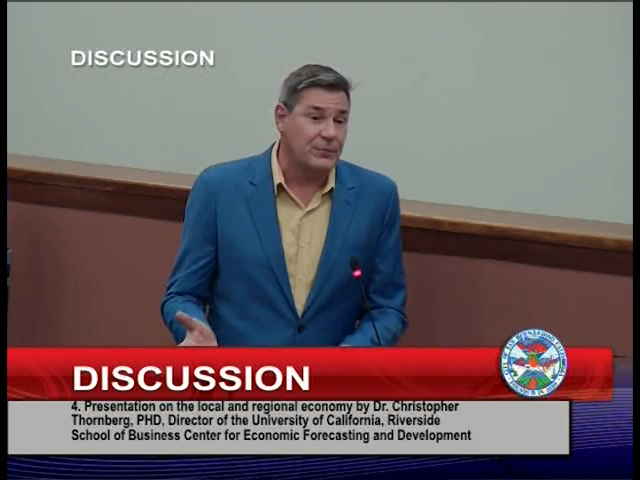 DISCUSSION
DISCUSSION
4. Presentation on the local and regional economy by Dr. Christopher
Thornberg, PHD, Director of the University of California, Riverside
School of Business Center for Economic Forecasting and Development